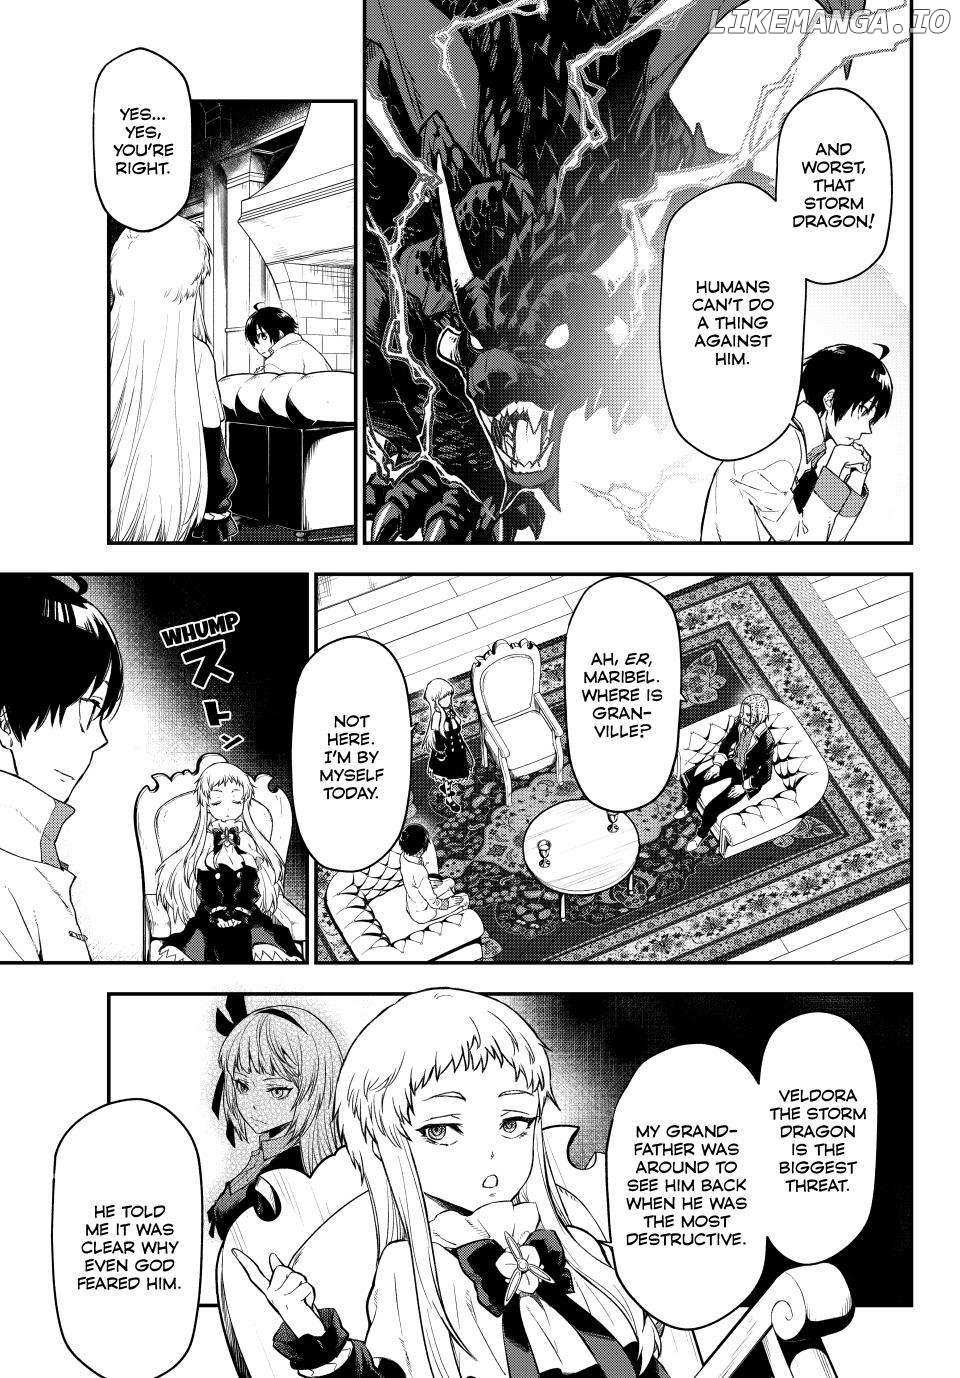 LIKEMANGA.IO
AND
WORST,
THAT
STORM
DRAGON!
HUMANS
CAN'T DO
A THING
AGAINST
HIM.
YES...
YES,
YOU'RE
RIGHT.
AH, ER,
MARIBEL.
WHERE IS
GRAN-
VILLE?
NOT
HERE.
I'M BY
MYSELF
TODAY.
WHUMP
ストン
VELDORA
THE STORM
DRAGON
IS THE
BIGGEST
THREAT.
MY GRAND-
FATHER WAS
AROUND TO
SEE HIM BACK
WHEN HE WAS
THE MOST
DESTRUCTIVE.
HE TOLD
ME IT WAS
CLEAR WHY
EVEN GOD
FEARED HIM.